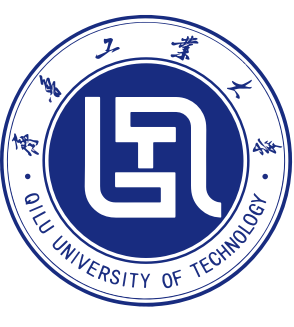 齊魯工業大學
QILU UNIVERSITY OF TECHNOLOGY